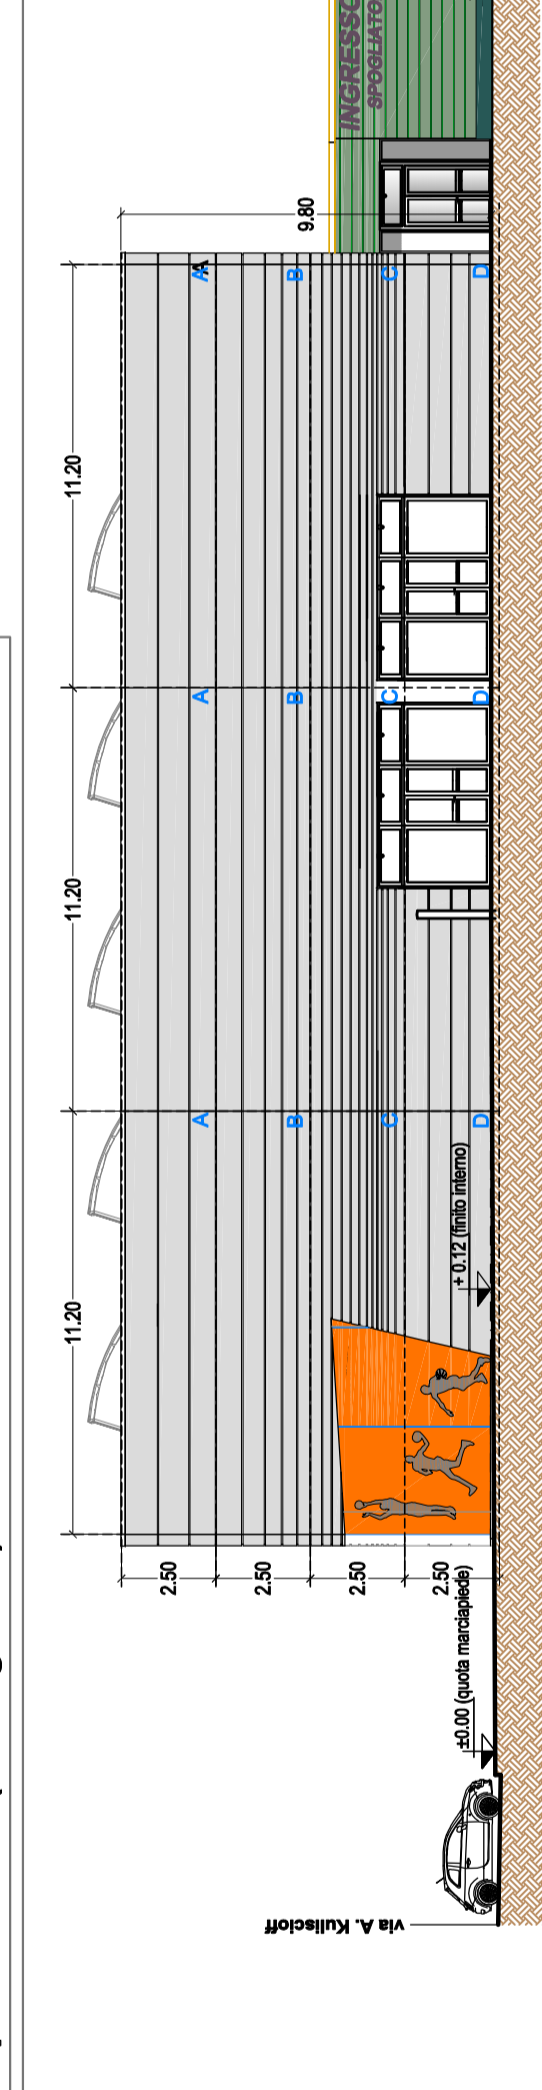 INGRESSO
SPOGLIATO
9.80
11.20
11.20
11.20
A
A
A
A
B
B
B
C
C
C
D
D
D
2.50
2.50
2.50
2.50
+ 0.12 (finito interno)
±0.00 (quota marciapiede)
via A. Kuliscioff